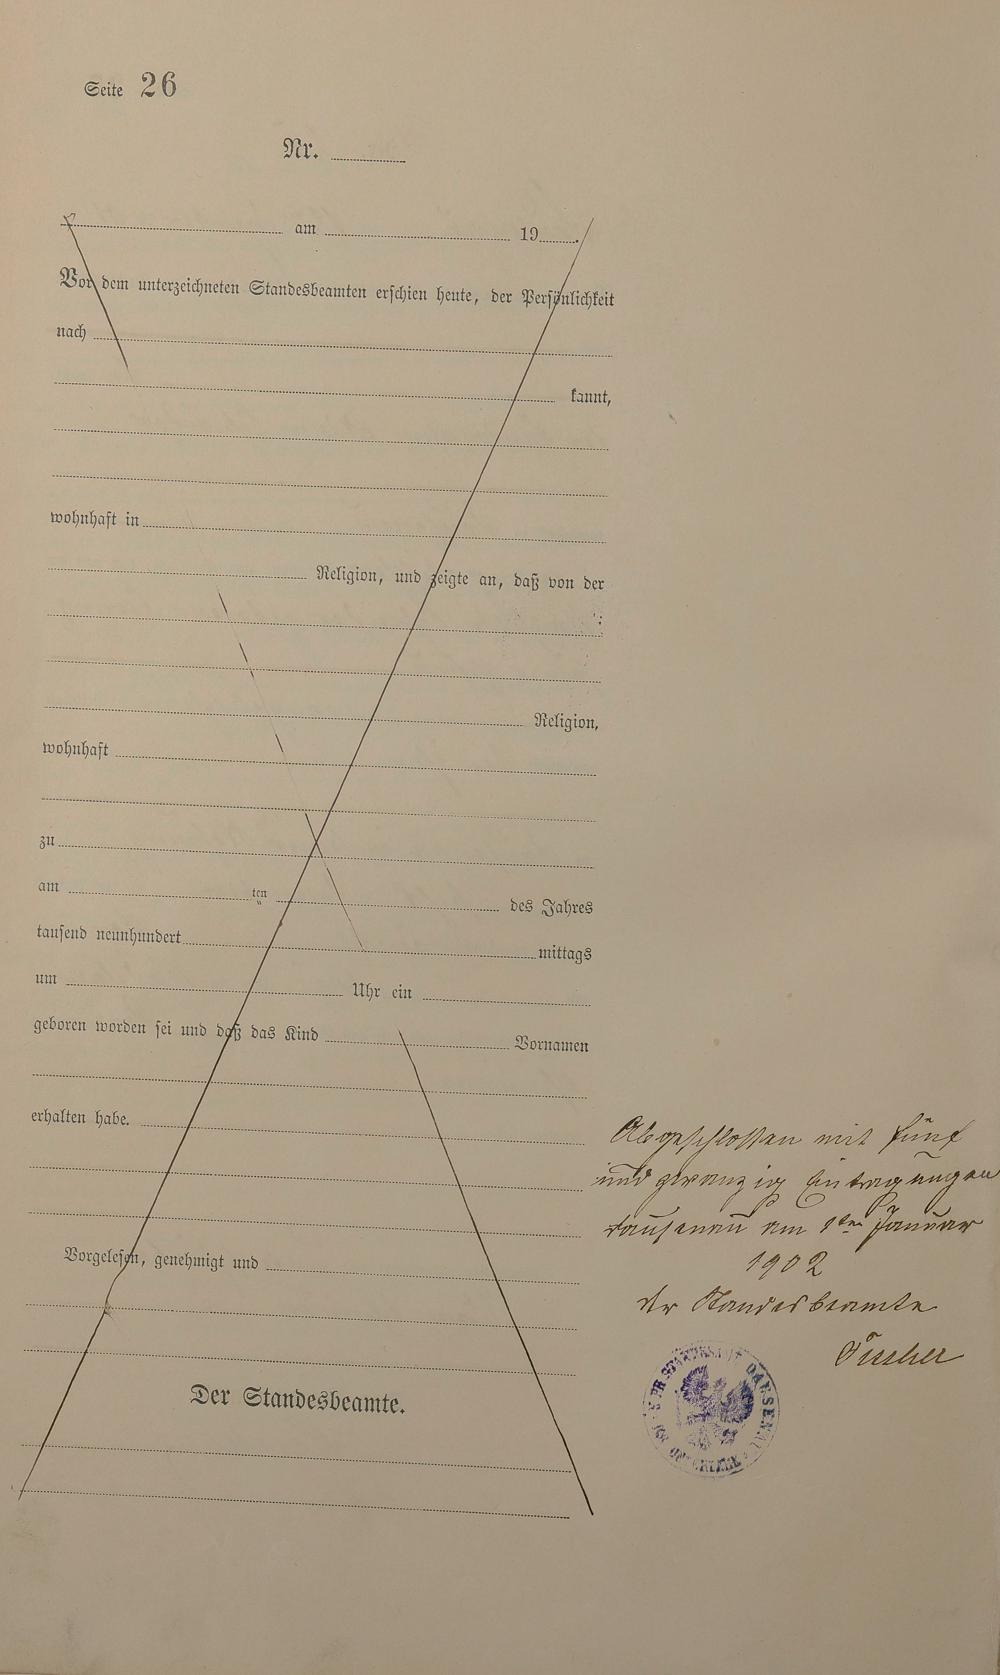 Seite 26
Nr.
am 19 .
Vor dem unterzeichneten Standesbeamten erschien heute, der Persönlichkeit
nach
kannt,
wohnhaft in
Religion, und zeigte an, daß von der
Religion,
wohnhaft
zu
am ten des Jahres
tausend neunhundert mittags
um Uhr ein
geboren worden sei und daß das Kind Vornamen
erhalten habe.
Vorgelesen, genehmigt und
Der Standesbeamte.
Abgeschlossen mit fünf
und zwanzig Eintragungen
am 1ten Januar
1902
der Standesbeamte